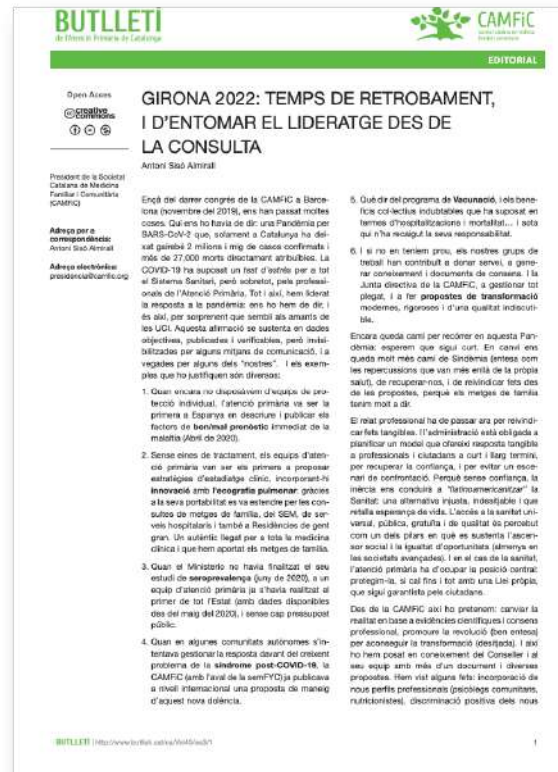 BUTLLETÍ
de l'Atenció Primària de Catalunya
CAMFiC
EDITORIAL
Open Acces
creative commons
GIRONA 2022: TEMPS DE RETROBAMENT,
I D'ENTOMAR EL LIDERATGE DES DE
LA CONSULTA
Antoni Sisó Almirall
President de la Societat
Catalana de Medicina
Familiar i Comunitària
(CAMFIC)
Adreça per a
correspondència:
Antoni Sisó Almirall
Adreça electrònica:
presidencia@camfic.org
Ençà del darrer congrés de la CAMFiC a Barce-
lona (novembre del 2019), ens han passat moltes
coses. Qui ens ho havia de dir: una Pandèmia per
SARS-CoV-2 que, solament a Catalunya ha dei-
xat gairebé 2 milions i mig de casos confirmats i
més de 27.000 morts directament atribuïbles. La
COVID-19 ha suposat un test d'estrès per a tot
el Sistema Sanitari, però sobretot, pels professi-
onals de l'Atenció Primària. Tot i així, hem liderat
la resposta a la pandèmia: ens ho hem de dir, i
és així, per sorprenent que sembli als amants de
les UCI. Aquesta afirmació se sustenta en dades
objectives, publicades i verificables, però invisi-
bilitzades per alguns mitjans de comunicació, i a
vegades per alguns dels "nostres". I els exem-
ples que ho justifiquen són diversos:
1. Quan encara no disposàvem d'equips de pro-
tecció individual, l'atenció primària va ser la
primera a Espanya en descriure i publicar els
factors de bon/mal pronòstic immediat de la
malaltia (Abril de 2020).
2. Sense eines de tractament, els equips d'aten-
ció primària van ser els primers a proposar
estratègies d'estadiatge clínic, incorporant-hi
innovació amb l'ecografia pulmonar: gràcies
a la seva portabilitat es va estendre per les con-
sultes de metges de família, del SEM, de ser-
veis hospitalaris i també a Residències de gent
gran. Un autèntic llegat per a tota la medicina
clínica i que hem aportat els metges de família.
3. Quan el Ministerio no havia finalitzat el seu
estudi de seroprevalença (juny de 2020), a un
equip d'atenció primària ja s'havia realitzat el
primer de tot l'Estat (amb dades disponibles
des del maig del 2020), i sense cap pressupost
públic.
4. Quan en algunes comunitats autònomes s'in-
tentava gestionar la resposta davant del creixent
problema de la síndrome post-COVID-19, la
CAMFiC (amb l'aval de la semFYC) ja publicava
a nivell internacional una proposta de maneig
d'aquest nova dolència.
5. Què dir del programa de Vacunació, i els bene-
ficis col·lectius indubtables que ha suposat en
termes d'hospitalitzacions i mortalitat... i sota
qui n'ha recaigut la seva responsabilitat.
6. I si no en teníem prou, els nostres grups de
treball han contribuït a donar servei, a gene-
rar coneixement i documents de consens. I la
Junta directiva de la CAMFiC, a gestionar tot
plegat, i a fer propostes de transformació
modernes, rigoroses i d'una qualitat indiscuti-
ble.
Encara queda camí per recórrer en aquesta Pan-
dèmia: esperem que sigui curt. En canvi ens
queda molt més camí de Sindèmia (entesa com
les repercussions que van més enllà de la pròpia
salut), de recuperar-nos, i de reivindicar fets des
de les propostes, perquè els metges de família
tenim molt a dir.
El relat professional ha de passar ara per reivindi-
car fets tangibles. I l'administració està obligada a
planificar un model que ofereixi resposta tangible
a professionals i ciutadans a curt i llarg termini,
per recuperar la confiança, i per evitar un esce-
nari de confrontació. Perquè sense confiança, la
inèrcia ens conduirà a "llatinoamericanitzar" la
Sanitat: una alternativa injusta, indesitjable i que
retalla esperança de vida. L'accés a la sanitat uni-
versal, pública, gratuïta i de qualitat és percebut
com un dels pilars en què es sustenta l'ascen-
sor social i la igualtat d'oportunitats (almenys en
les societats avançades). I en el cas de la sanitat,
l'atenció primària ha d'ocupar la posició central:
protegim-la, si cal fins i tot amb una Llei pròpia,
que sigui garantista pels ciutadans.
Des de la CAMFiC així ho pretenem: canviar la
realitat en base a evidències científiques i consens
professional, promoure la revolució (ben entesa)
per aconseguir la transformació (desitjada). I així
ho hem posat en coneixement del Conseller i al
seu equip amb més d'un document i diverses
propostes. Hem vist alguns fets: incorporació de
nous perfils professionals (psicòlegs comunitaris,
nutricionistes), discriminació positiva dels nous
BUTLLETÍ | http://www.butlleti.cat/ca/Vol40/iss3/1
1